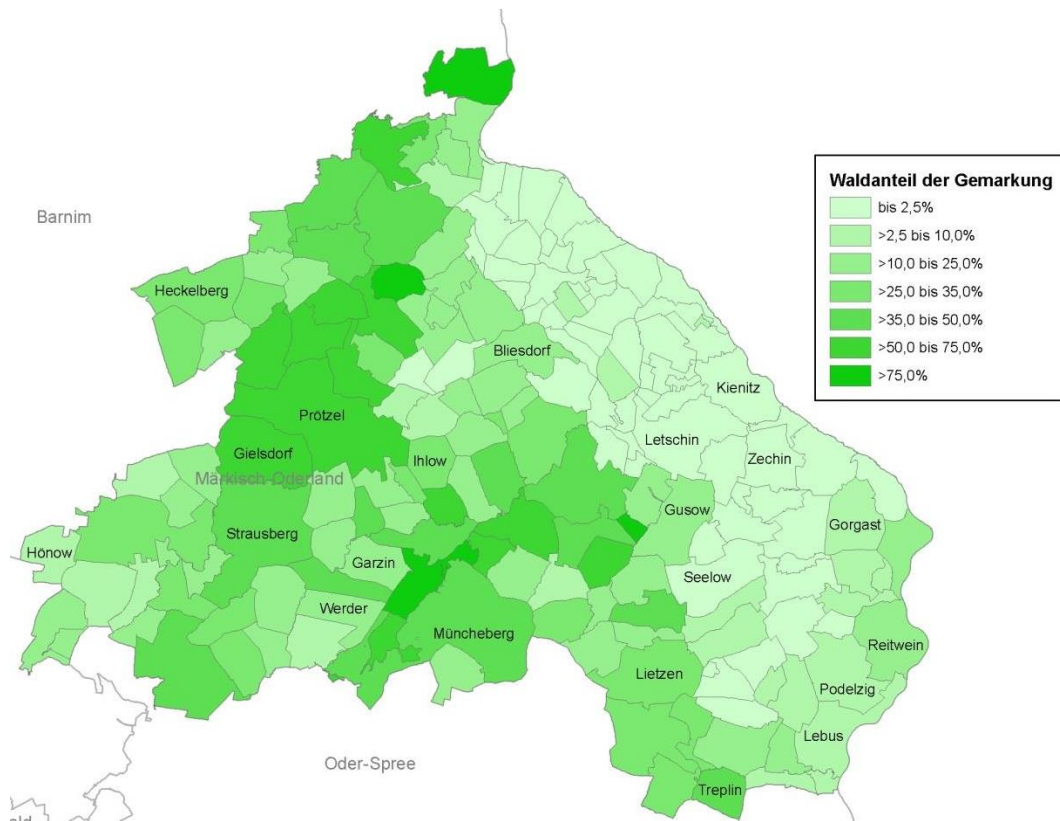 Waldanteil der Gemarkung
bis 2,5%
>2,5 bis 10,0%
>10,0 bis 25,0%
>25,0 bis 35,0%
>35,0 bis 50,0%
>50,0 bis 75,0%
>75,0%
Barnim
Heckelberg
Bliesdorf
Kienitz
Prötzel
Letschin
Gielsdorf
Ihlow
Zechin
Märkisch-Oderland
Gusow
Strausberg
Gorgast
Hönow
Garzin
Seelow
Werder
Müncheberg
Reitwein
Lietzen
Podelzig
Lebus
Oder-Spree
Treplin